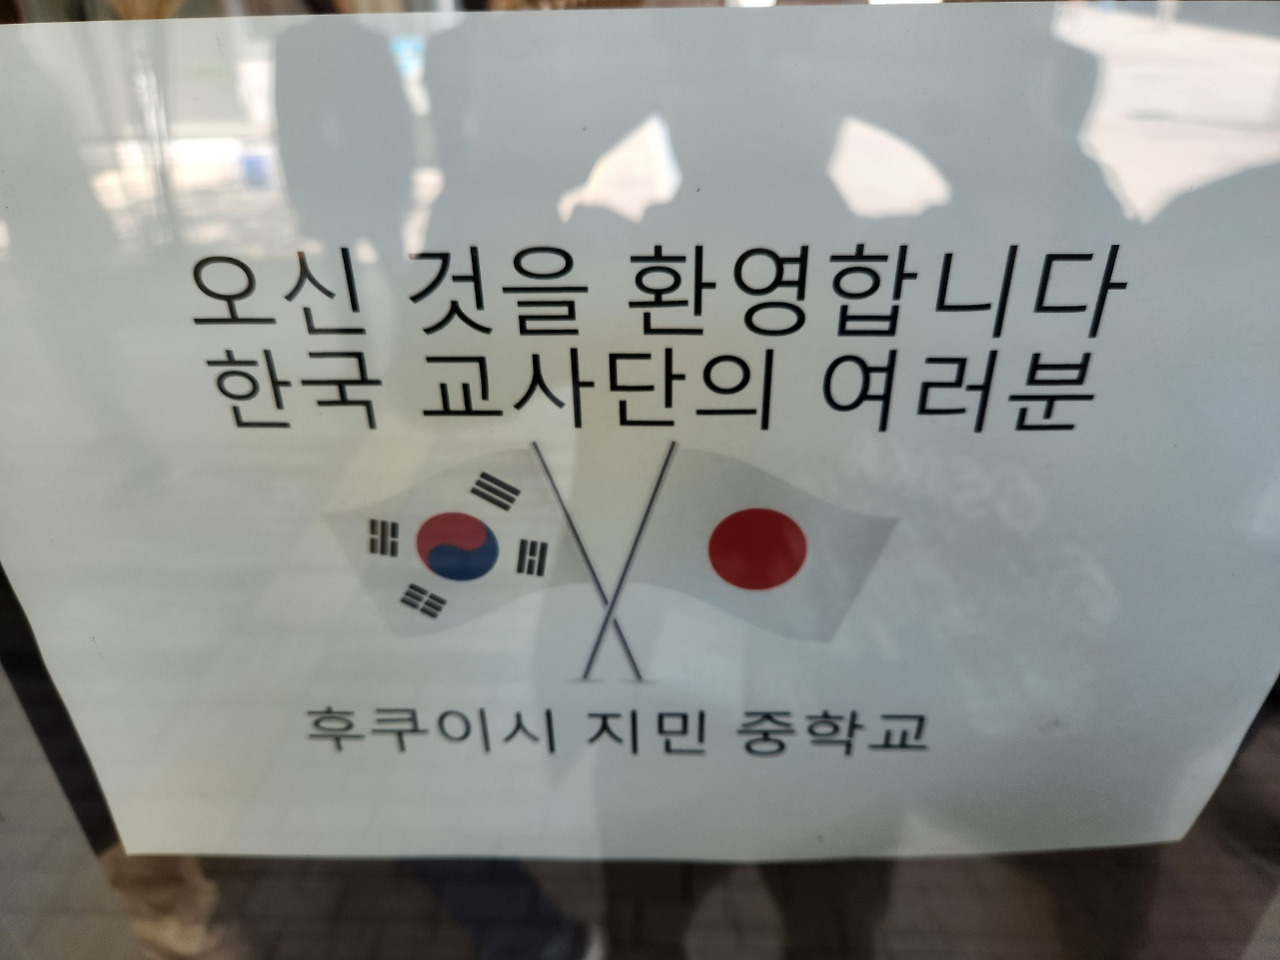 오신 것을 환영합니다
한국 교사단의 여러분
후쿠이시 지민 중학교